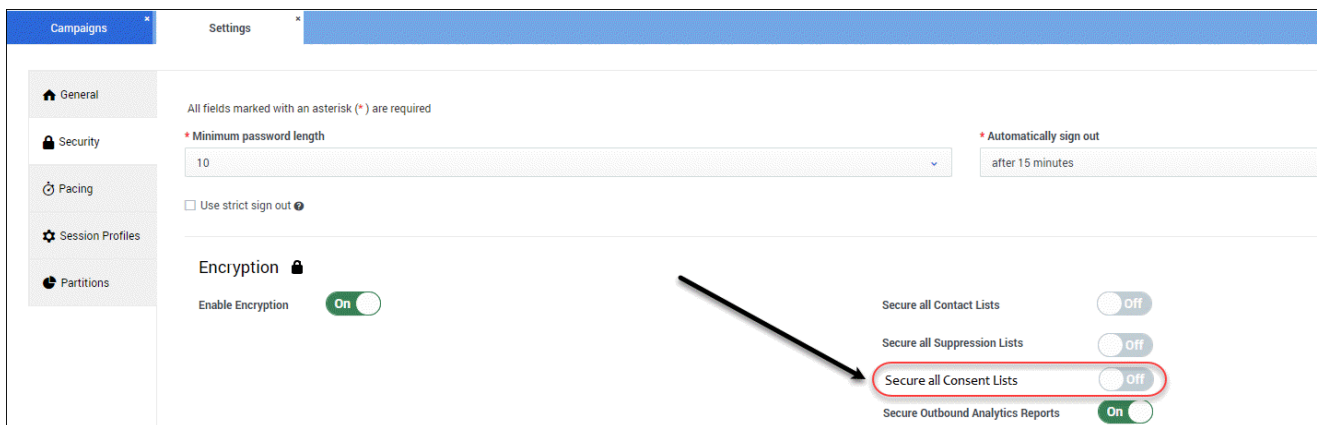 Campaigns ×
Settings ×
General
Security
Pacing
Session Profiles
Partitions
All fields marked with an asterisk (*) are required
* Minimum password length
10
* Automatically sign out
after 15 minutes
Use strict sign out ?
Encryption
Enable Encryption On
Secure all Contact Lists Off
Secure all Suppression Lists Off
Secure all Consent Lists Off
Secure Outbound Analytics Reports On